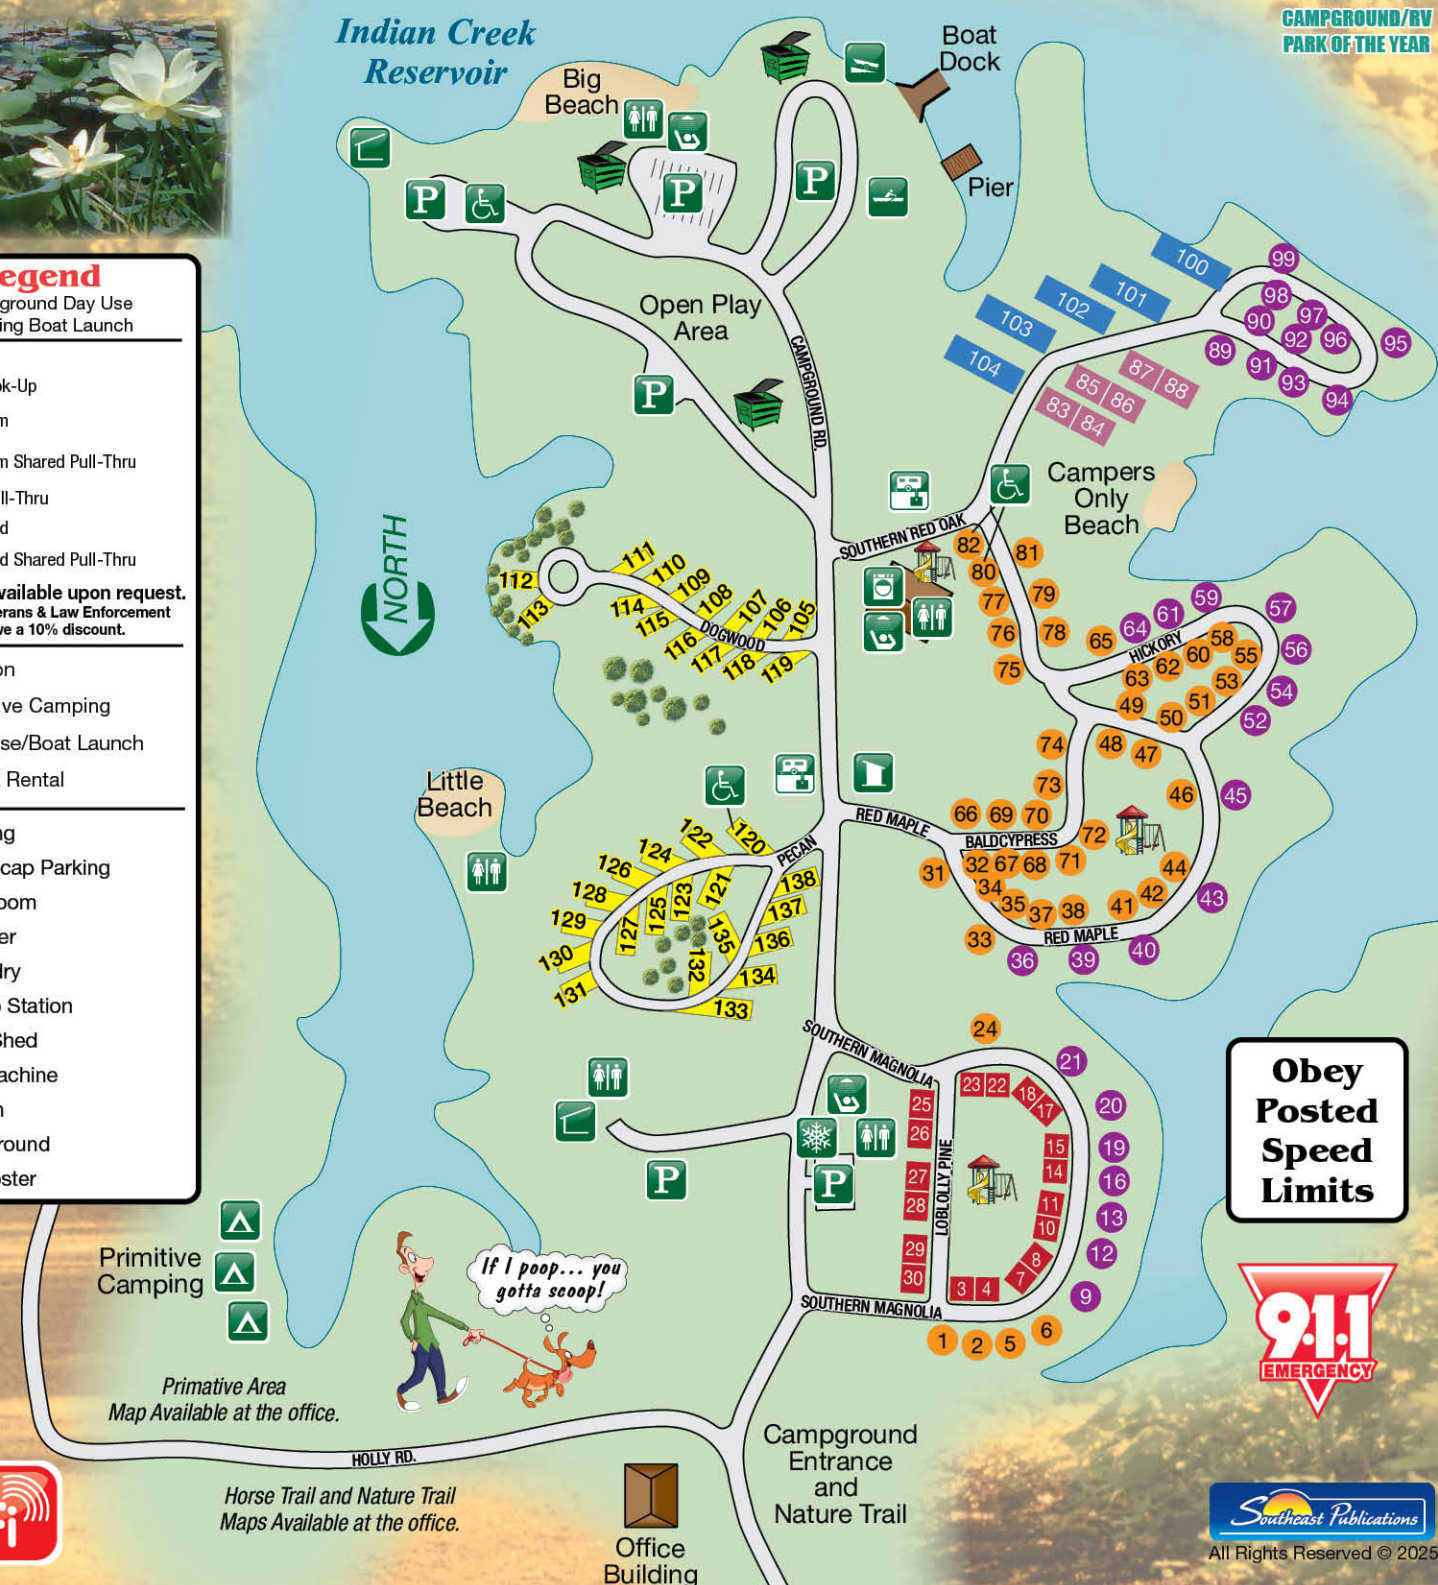 CAMPGROUND/RV
PARK OF THE YEAR
Indian Creek
Reservoir
Big
Beach
Boat
Dock
Pier
P
P
P
Open Play
Area
CAMPGROUND RD.
P
egend
ground Day Use
ing Boat Launch
ok-Up
m
m Shared Pull-Thru
ll-Thru
d
d Shared Pull-Thru
vailable upon request.
erans & Law Enforcement
ve a 10% discount.
on
ve Camping
se/Boat Launch
t Rental
ng
cap Parking
oom
er
dry
p Station
Shed
achine
n
round
oster
100
101
102
103
104
99
98
97
90
92
96
95
89
91
93
94
87 88
85 86
83 84
Campers
Only
Beach
SOUTHERN RED OAK
NORTH
82
81
80
79
77
78
76
75
112
113
111
110
109
108
107
106
105
114
115
116
117
118
119
DOGWOOD
65
64
61
59
57
56
HICKORY
58
55
60
62
63
53
54
49
51
50
52
48
47
46
45
74
73
72
66
69
70
BALDCYPRESS
RED MAPLE
31
32
67
68
71
34
35
37
38
41
42
44
43
33
36
39
40
RED MAPLE
Little
Beach
PECAN
120
122
124
126
128
129
130
131
127
125
123
121
135
132
133
134
136
137
138
SOUTHERN MAGNOLIA
24
21
20
19
16
13
12
9
6
5
2
1
23 22
18
17
15
14
11
10
8
7
3 4
25
26
27
28
29
30
LOBLOLLY PINE
SOUTHERN MAGNOLIA
P
P
Obey
Posted
Speed
Limits
9-1-1
EMERGENCY
Primitive
Camping
If I poop... you
gotta scoop!
Primative Area
Map Available at the office.
HOLLY RD.
Horse Trail and Nature Trail
Maps Available at the office.
Campground
Entrance
and
Nature Trail
Office
Building
Southeast Publications
All Rights Reserved © 2025